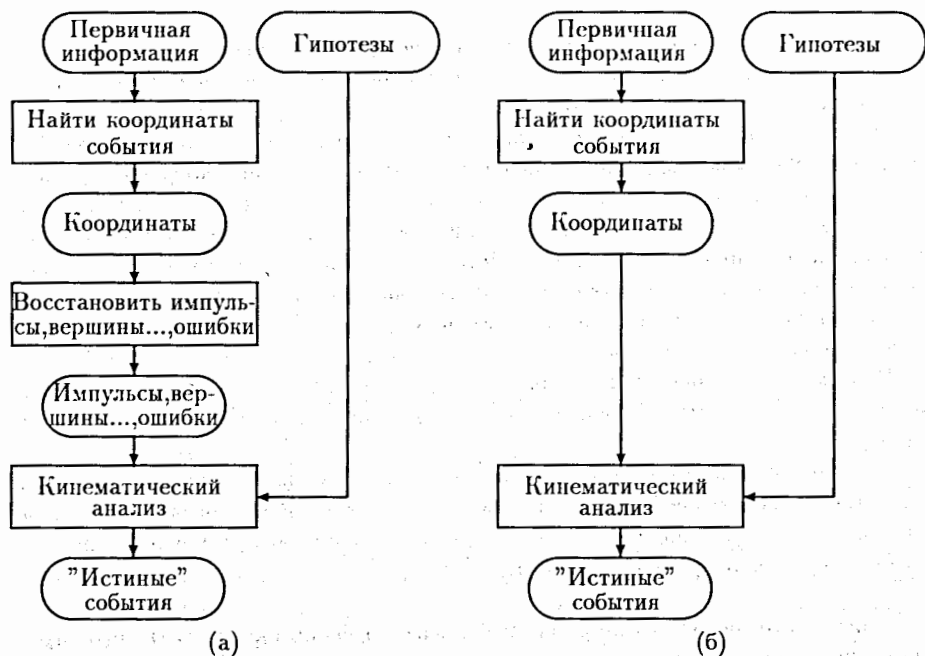 Первичная
информация
Гипотезы
Найти координаты
события
Координаты
Восстановить импуль-
сы,вершины...,ошибки
Импульсы,вер-
шины...,ошибки
Кинематический
анализ
"Истиные"
события
(а)
Первичная
информация
Гипотезы
Найти координаты
события
Координаты
Кинематический
анализ
"Истиные"
события
(б)